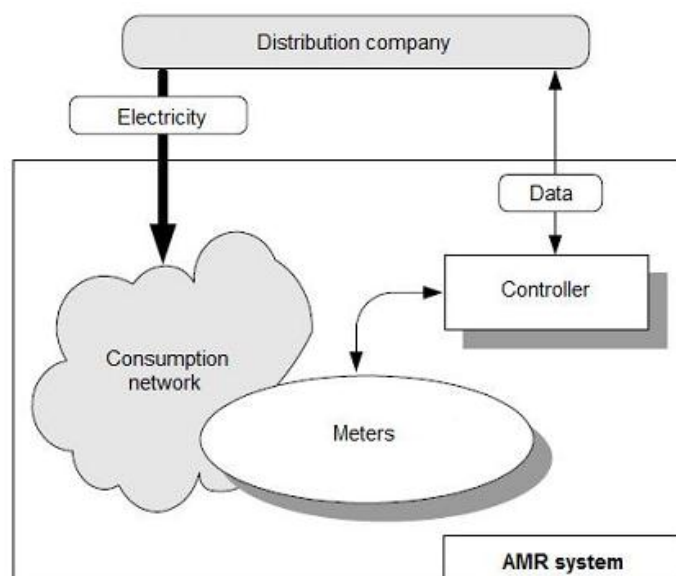 Distribution company
Electricity
Data
Controller
Consumption
network
Meters
AMR system